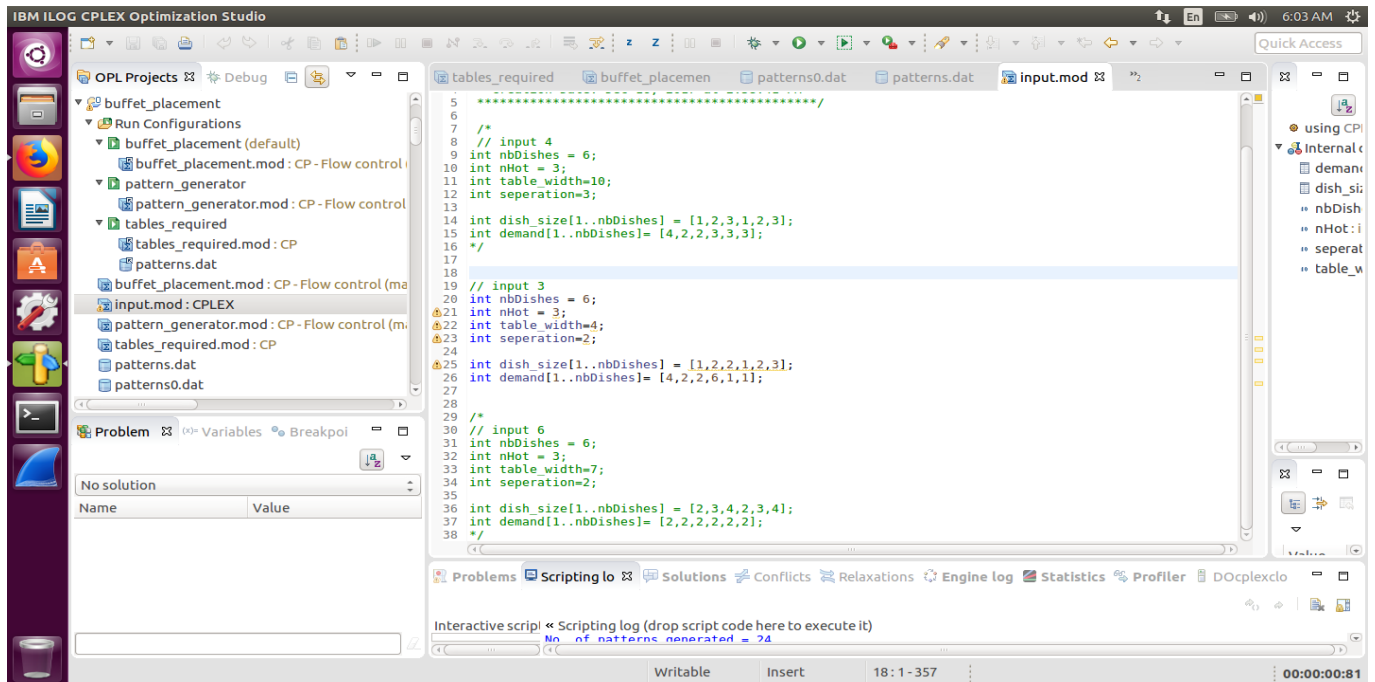 IBM ILOG CPLEX Optimization Studio
En
6:03 AM
Quick Access
OPL Projects
Debug
tables_required
buffet_placemen
patterns0.dat
patterns.dat
input.mod
2
buffet_placement
Run Configurations
buffet_placement (default)
buffet_placement.mod : CP - Flow control (
pattern_generator
pattern_generator.mod : CP - Flow control
tables_required
tables_required.mod : CP
patterns.dat
buffet_placement.mod : CP - Flow control (ma
input.mod : CPLEX
pattern_generator.mod : CP - Flow control (ma
tables_required.mod : CP
patterns.dat
patterns0.dat
5 *********************************************/
6
7 /*
8 // input 4
9 int nbDishes = 6;
10 int nHot = 3;
11 int table_width=10;
12 int seperation=3;
13
14 int dish_size[1..nbDishes] = [1,2,3,1,2,3];
15 int demand[1..nbDishes]= [4,2,2,3,3,3];
16 */
17
18
19 // input 3
20 int nbDishes = 6;
21 int nHot = 3;
22 int table_width=4;
23 int seperation=2;
24
25 int dish_size[1..nbDishes] = [1,2,2,1,2,3];
26 int demand[1..nbDishes]= [4,2,2,6,1,1];
27
28
29 /*
30 // input 6
31 int nbDishes = 6;
32 int nHot = 3;
33 int table_width=7;
34 int seperation=2;
35
36 int dish_size[1..nbDishes] = [2,3,4,2,3,4];
37 int demand[1..nbDishes]= [2,2,2,2,2,2];
38 */
using CP
Internal
demand
dish_siz
nbDish
nHot : i
seperat
table_w
Value
Problem
(x)= Variables
Breakpoi
No solution
Name Value
Problems
Scripting lo
Solutions
Conflicts
Relaxations
Engine log
Statistics
Profiler
DOcplexclo
Interactive script
« Scripting log (drop script code here to execute it)
No. of patterns generated = 24
Writable
Insert
18 : 1 - 357
00:00:00:81